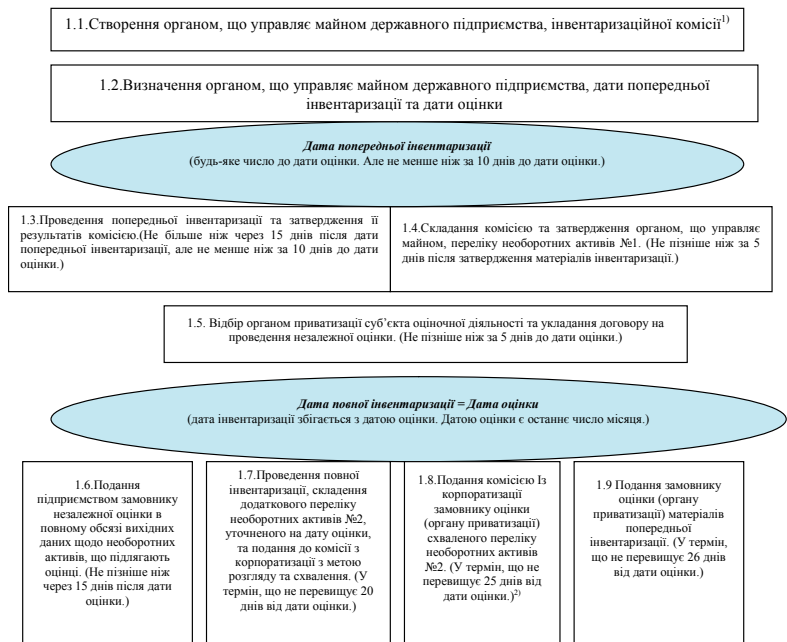 1.1.Створення органом, що управляє майном державного підприємства, інвентаризаційної комісії1)
1.2.Визначення органом, що управляє майном державного підприємства, дати попередньої
інвентаризації та дати оцінки
Дата попередньої інвентаризації
(будь-яке число до дати оцінки. Але не менше ніж за 10 днів до дати оцінки.)
1.3.Проведення попередньої інвентаризації та затвердження її
результатів комісією.(Не більш ніж через 15 днів після дати
попередньої інвентаризації, але не менше ніж за 10 днів до дати
оцінки.)
1.4.Складання комісією та затвердження органом, що управляє
майном, переліку необоротних активів №1. (Не пізніше ніж за 5
днів після затвердження матеріалів інвентаризації.)
1.5. Відбір органом приватизації суб’єкта оціночної діяльності та укладання договору на
проведення незалежної оцінки. (Не пізніше ніж за 5 днів до дати оцінки.)
Дата повної інвентаризації = Дата оцінки
(дата інвентаризації збігається з датою оцінки. Датою оцінки є останнє число місяця.)
1.6.Подання
підприємством замовнику
незалежної оцінки в
повному обсязі вихідних
даних щодо необоротних
активів, що підлягають
оцінці. (Не пізніше ніж
через 15 днів після дати
оцінки.)
1.7.Проведення повної
інвентаризації, складення
додаткового переліку
необоротних активів №2,
уточненого на дату оцінки,
та подання до комісії з
корпоратизації з метою
розгляду та схвалення. (У
термін, що не перевищує 20
днів від дати оцінки.)
1.8.Подання комісією Із
корпоратизації
замовнику оцінки
(органу приватизації)
схваленого переліку
необоротних активів
№2. (У термін, що не
перевищує 25 днів від
дати оцінки.)2)
1.9 Подання замовнику
оцінки (органу
приватизації) матеріалів
попередньої
інвентаризації. (У термін,
що не перевищує 26 днів
від дати оцінки.)